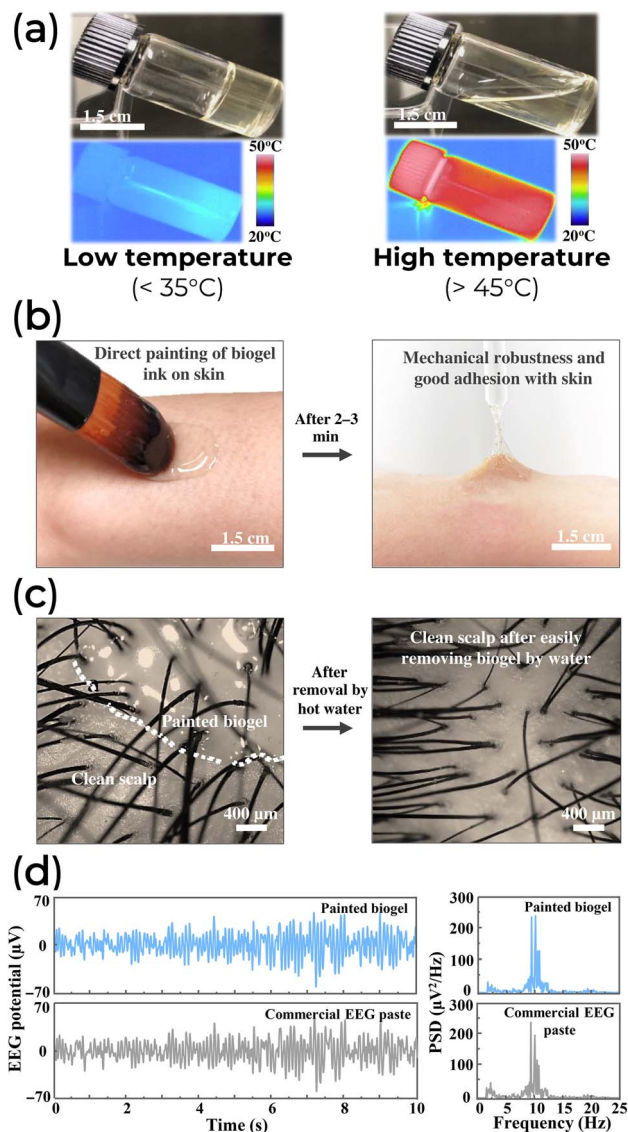 (a)
1.5 cm
1.5 cm
50°C
20°C
50°C
20°C
Low temperature
(< 35°C)
High temperature
(> 45°C)
(b)
Direct painting of biogel
ink on skin
1.5 cm
After 2–3
min
Mechanical robustness and
good adhesion with skin
1.5 cm
(c)
Painted biogel
Clean scalp
400 μm
After
removal by
hot water
Clean scalp after easily
removing biogel by water
400 μm
(d)
EEG potential (μV)
70
0
−70
Painted biogel
70
0
−70
Commercial EEG paste
0 2 4 6 8 10
Time (s)
PSD (μV²/Hz)
300
200
100
0
Painted biogel
300
200
100
0
Commercial EEG
paste
0 5 10 15 20 25
Frequency (Hz)